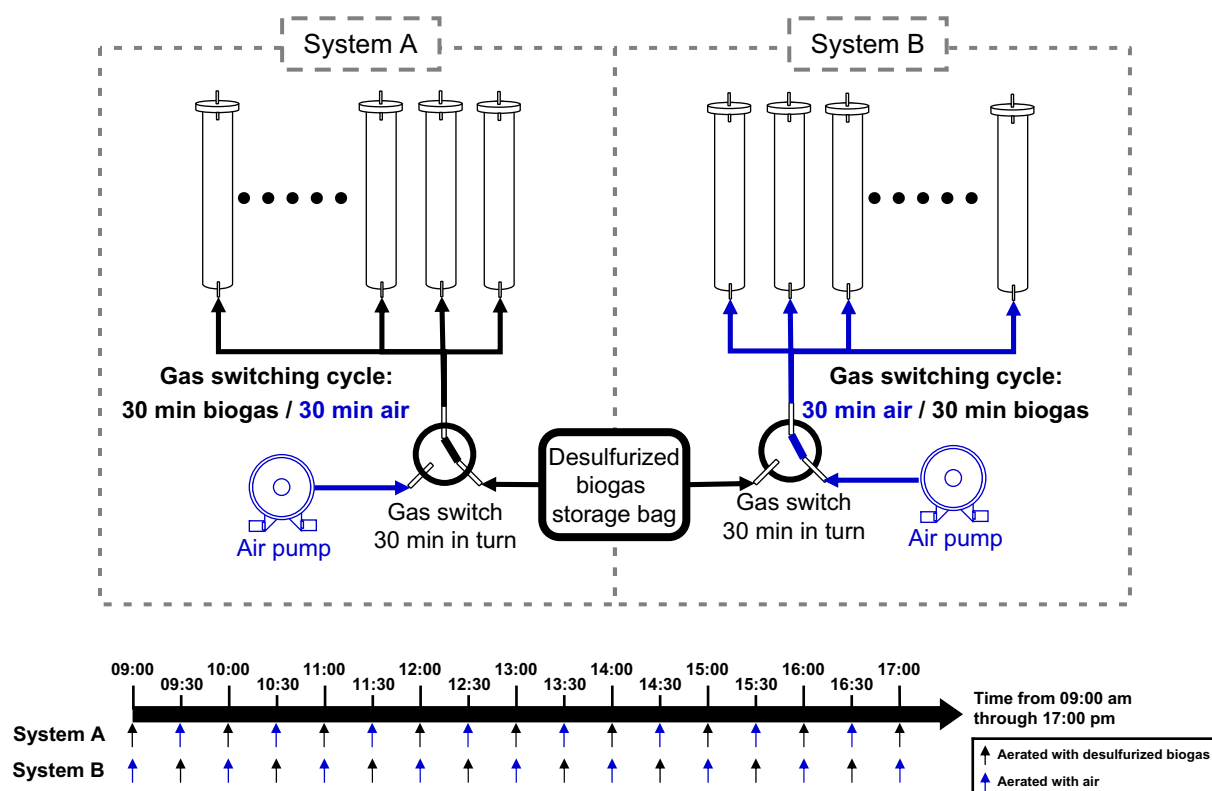 System A
System B
Gas switching cycle:
30 min biogas / 30 min air
Gas switching cycle:
30 min air / 30 min biogas
Desulfurized
biogas
storage bag
Gas switch
30 min in turn
Gas switch
30 min in turn
Air pump
Air pump
09:00 10:00 11:00 12:00 13:00 14:00 15:00 16:00 17:00
09:30 10:30 11:30 12:30 13:30 14:30 15:30 16:30
Time from 09:00 am
through 17:00 pm
System A
System B
Aerated with desulfurized biogas
Aerated with air